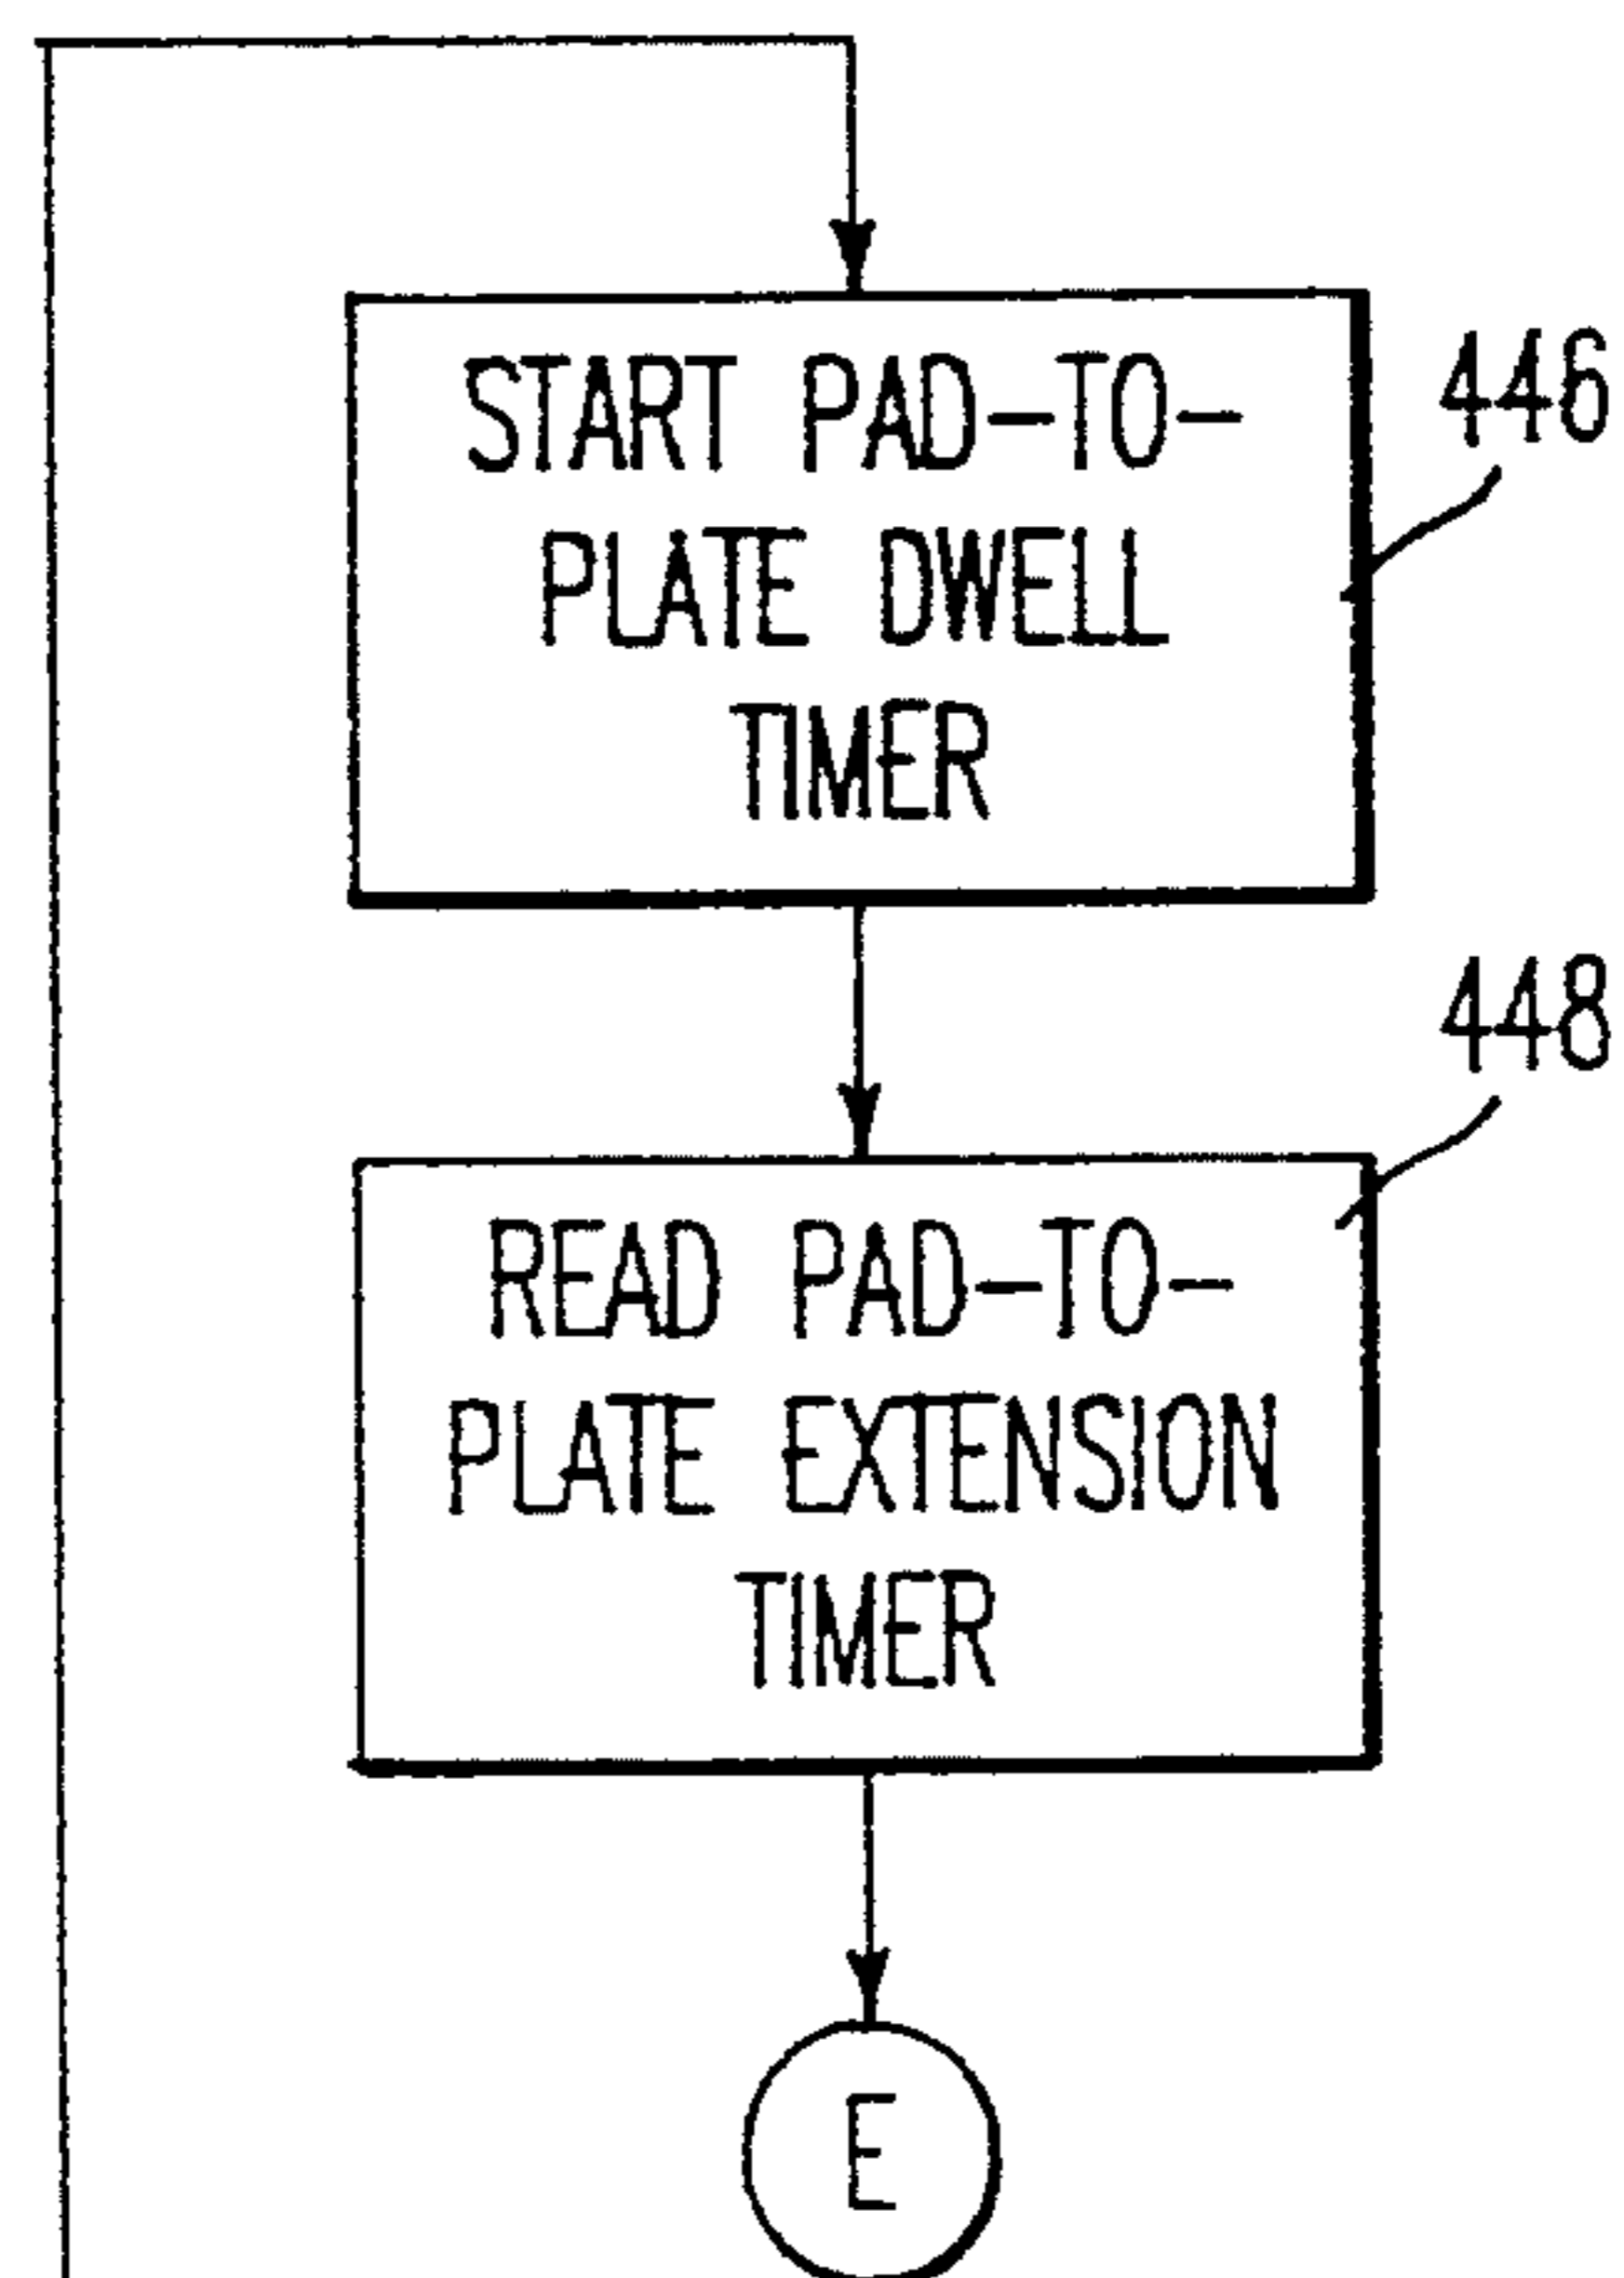 START PAD-TO-
PLATE DWELL
TIMER
446
READ PAD-TO-
PLATE EXTENSION
TIMER
448
E